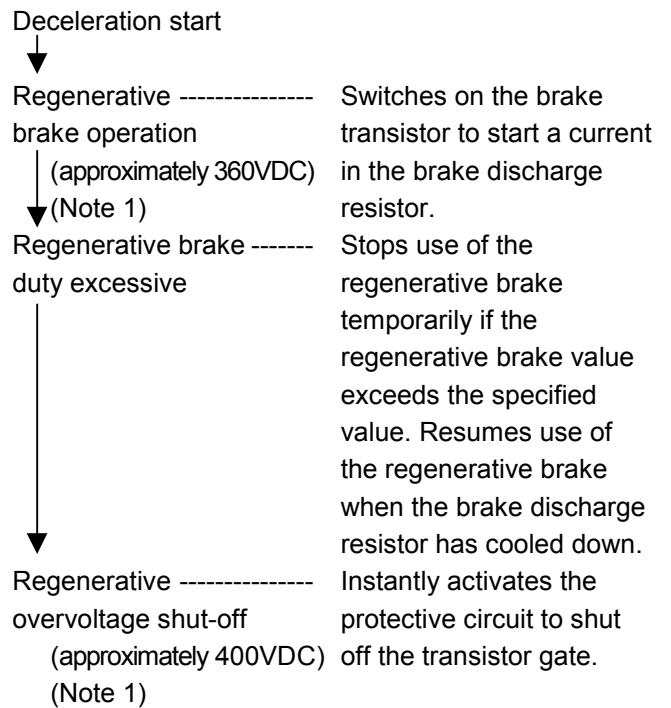 Deceleration start
Regenerative --------------- Switches on the brake
brake operation transistor to start a current
(approximately 360VDC) in the brake discharge
(Note 1) resistor.
Regenerative brake ------- Stops use of the
duty excessive regenerative brake
temporarily if the
regenerative brake value
exceeds the specified
value. Resumes use of
the regenerative brake
when the brake discharge
resistor has cooled down.
Regenerative --------------- Instantly activates the
overvoltage shut-off protective circuit to shut
(approximately 400VDC) off the transistor gate.
(Note 1)